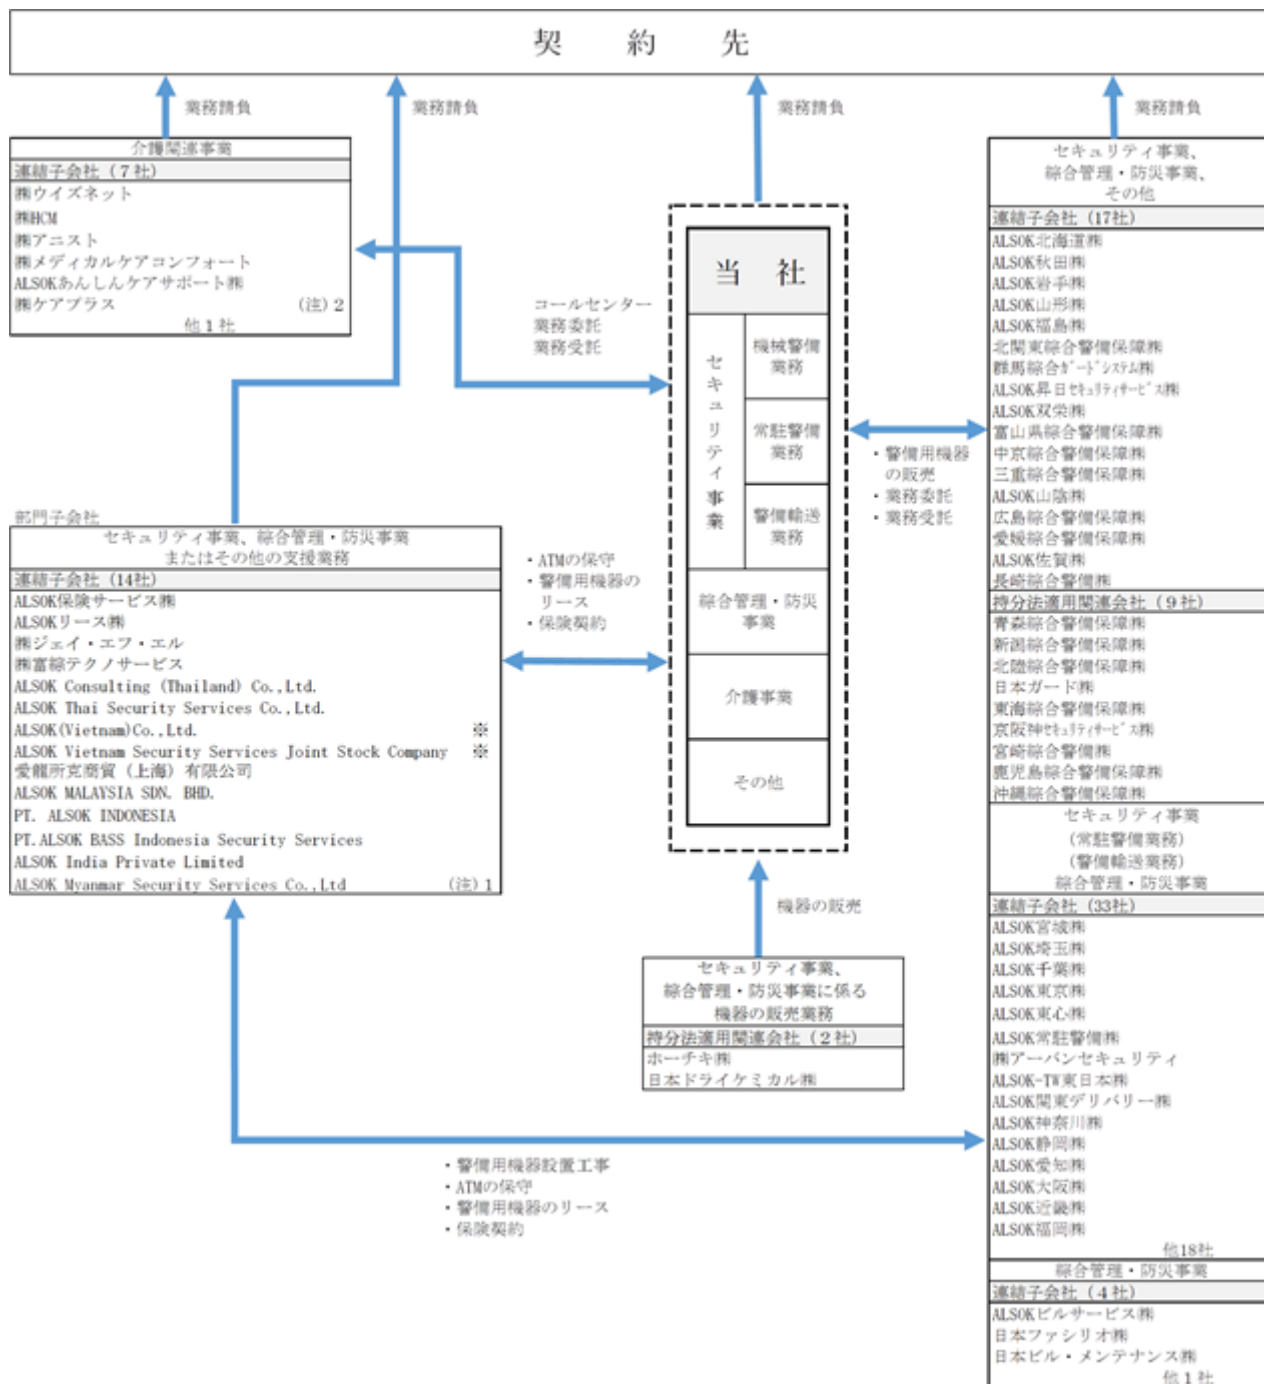 契約先
業務請負
業務請負
業務請負
業務請負
介護関連事業
連結子会社(7社)
㈱ウイズネット
㈱HCM
㈱アニスト
㈱メディカルケアコンフォート
ALSOKあんしんケアサポート㈱
㈱ケアプラス (注)2
他1社
コールセンター
業務委託
業務受託
当社
セキュリティ事業
機械警備
業務
常駐警備
業務
警備輸送
業務
綜合管理・防災
事業
介護事業
その他
・警備用機器
の販売
・業務委託
・業務受託
部門子会社
セキュリティ事業、綜合管理・防災事業
またはその他の支援業務
連結子会社(14社)
ALSOK保険サービス㈱
ALSOKリース㈱
㈱ジェイ・エフ・エル
㈱富綜テクノサービス
ALSOK Consulting (Thailand) Co.,Ltd.
ALSOK Thai Security Services Co.,Ltd.
ALSOK(Vietnam)Co.,Ltd. ※
ALSOK Vietnam Security Services Joint Stock Company ※
愛龍所克商貿(上海)有限公司
ALSOK MALAYSIA SDN. BHD.
PT. ALSOK INDONESIA
PT.ALSOK BASS Indonesia Security Services
ALSOK India Private Limited
ALSOK Myanmar Security Services Co.,Ltd (注)1
・ATMの保守
・警備用機器の
リース
・保険契約
機器の販売
セキュリティ事業、
綜合管理・防災事業に係る
機器の販売業務
持分法適用関連会社(2社)
ホーチキ㈱
日本ドライケミカル㈱
・警備用機器設置工事
・ATMの保守
・警備用機器のリース
・保険契約
セキュリティ事業、
綜合管理・防災事業、
その他
連結子会社(17社)
ALSOK北海道㈱
ALSOK秋田㈱
ALSOK岩手㈱
ALSOK山形㈱
ALSOK福島㈱
北関東綜合警備保障㈱
群馬綜合ガードシステム㈱
ALSOK昇日セキュリティサービス㈱
ALSOK双栄㈱
富山県綜合警備保障㈱
中京綜合警備保障㈱
三重綜合警備保障㈱
ALSOK山陰㈱
広島綜合警備保障㈱
愛媛綜合警備保障㈱
ALSOK佐賀㈱
長崎綜合警備㈱
持分法適用関連会社(9社)
青森綜合警備保障㈱
新潟綜合警備保障㈱
北陸綜合警備保障㈱
日本ガード㈱
東海綜合警備保障㈱
京阪神セキュリティサービス㈱
宮崎綜合警備㈱
鹿児島綜合警備保障㈱
沖縄綜合警備保障㈱
セキュリティ事業
(常駐警備業務)
(警備輸送業務)
綜合管理・防災事業
連結子会社(33社)
ALSOK宮城㈱
ALSOK埼玉㈱
ALSOK千葉㈱
ALSOK東京㈱
ALSOK東心㈱
ALSOK常駐警備㈱
㈱アーバンセキュリティ
ALSOK-TW東日本㈱
ALSOK関東デリバリー㈱
ALSOK神奈川㈱
ALSOK静岡㈱
ALSOK愛知㈱
ALSOK大阪㈱
ALSOK近畿㈱
ALSOK福岡㈱
他18社
綜合管理・防災事業
連結子会社(4社)
ALSOKビルサービス㈱
日本ファシリオ㈱
日本ビル・メンテナンス㈱
他1社